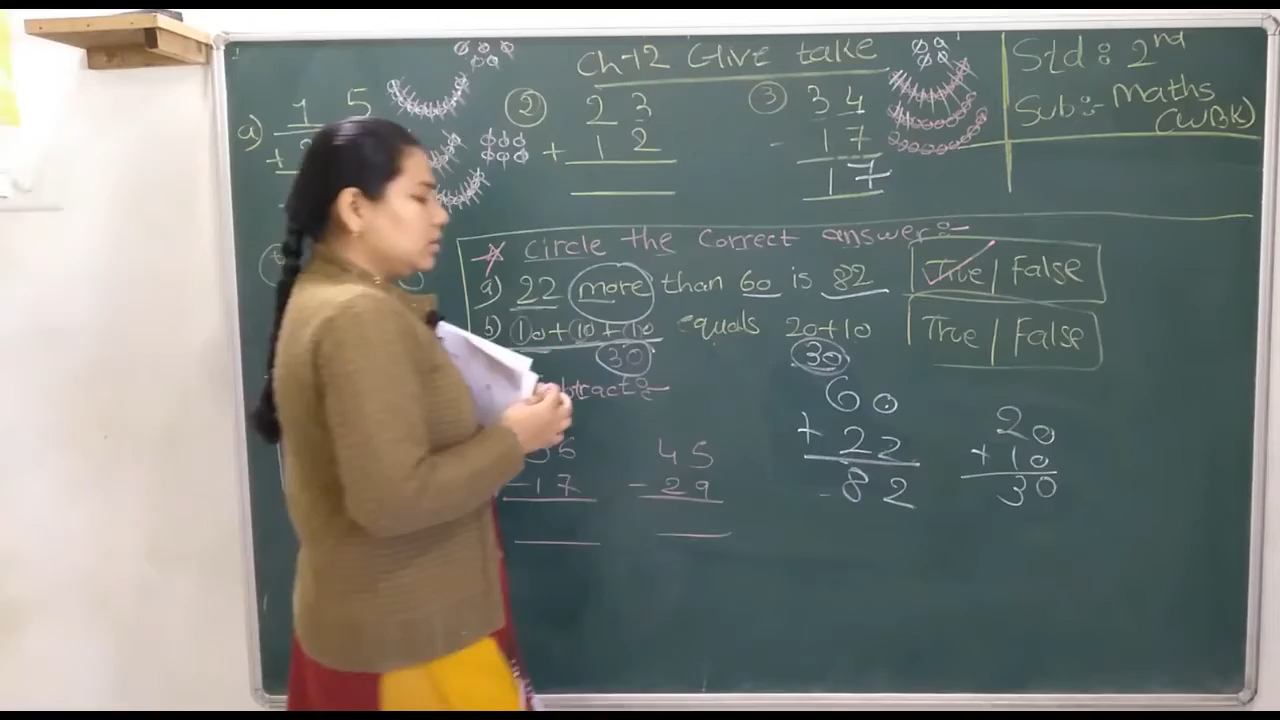 Ch-12 Give take
Std : 2nd
Sub :- Maths
(WBK)
a) 1 5
+
② 2 3
+ 1 2
③ 3 4
- 1 7
1 7
* Circle the correct answer :-
a) 22 more than 60 is 82 True | False
b) 10+10+10 equals 20+10 True | False
30 30
6 0
+ 2 2
8 2
2 0
+ 1 0
3 0
6
- 1 7
4 5
- 2 9